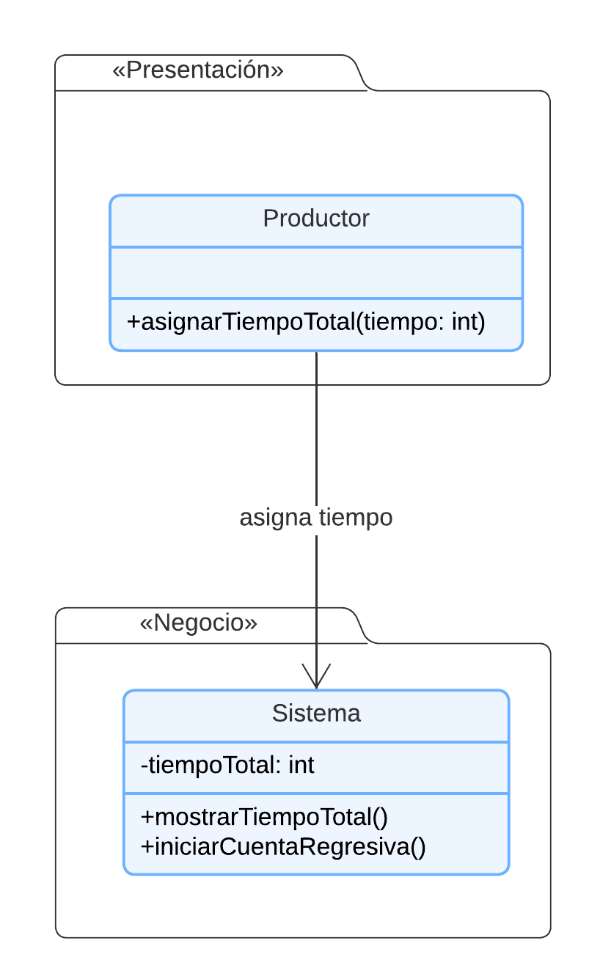 «Presentación»
Productor
+asignarTiempoTotal(tiempo: int)
asigna tiempo
«Negocio»
Sistema
-tiempoTotal: int
+mostrarTiempoTotal()
+iniciarCuentaRegresiva()